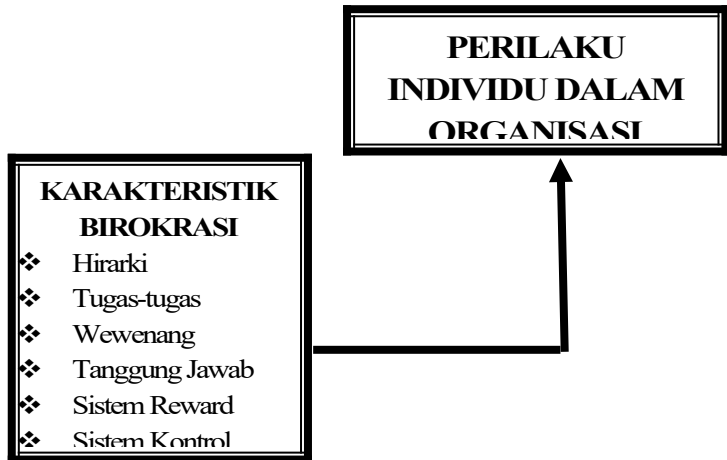 PERILAKU
INDIVIDU DALAM
ORGANISASI
KARAKTERISTIK
BIROKRASI
❖ Hirarki
❖ Tugas-tugas
❖ Wewenang
❖ Tanggung Jawab
❖ Sistem Reward
❖ Sistem Kontrol